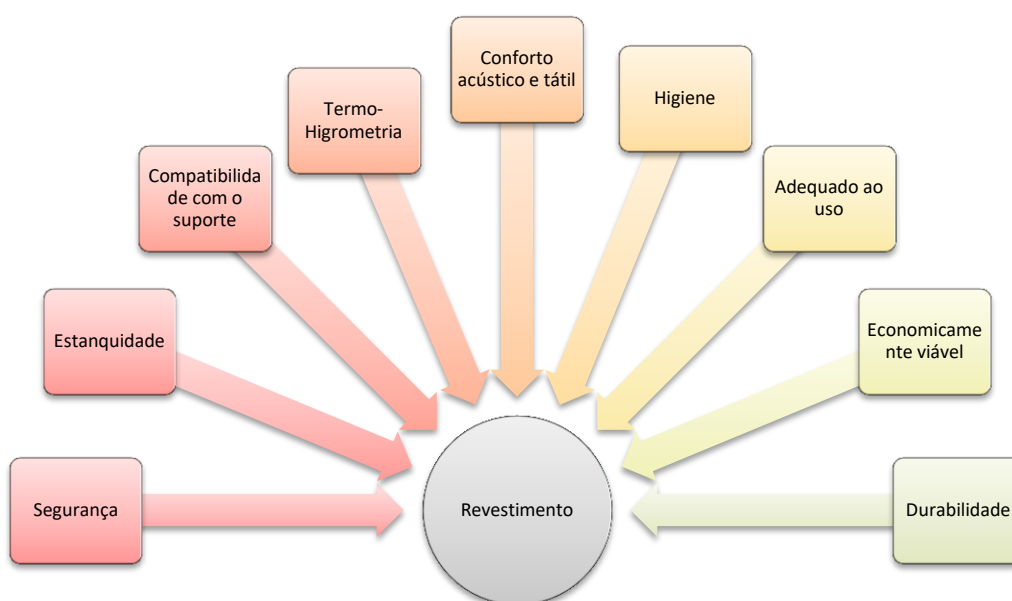 Conforto
acústico e tátil
Higiene
Termo-
Higrometria
Compatibilida
de com o
suporte
Adequado ao
uso
Estanquidade
Economicame
nte viável
Segurança
Revestimento
Durabilidade